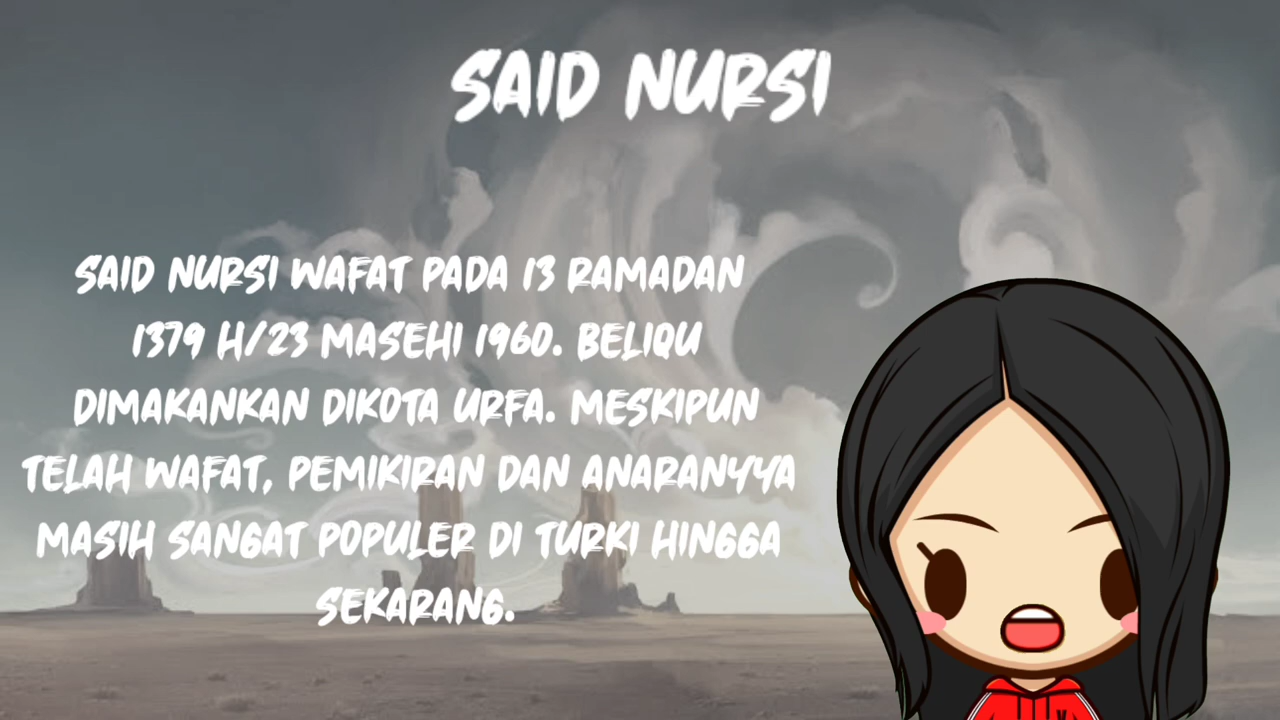 SAID NURSI
SAID NURSI WAFAT PADA 13 RAMADAN
1379 H/23 MASEHI 1960. BELIQU
DIMAKANKAN DIKOTA URFA. MESKIPUN
TELAH WAFAT, PEMIKIRAN DAN ANARANYYA
MASIH SANGAT POPULER DI TURKI HINGGA
SEKARANG.